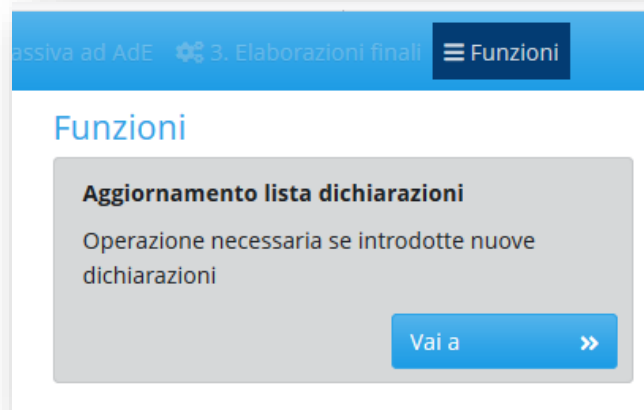 assiva ad AdE 3. Elaborazioni finali Funzioni
Funzioni
Aggiornamento lista dichiarazioni
Operazione necessaria se introdotte nuove
dichiarazioni
Vai a